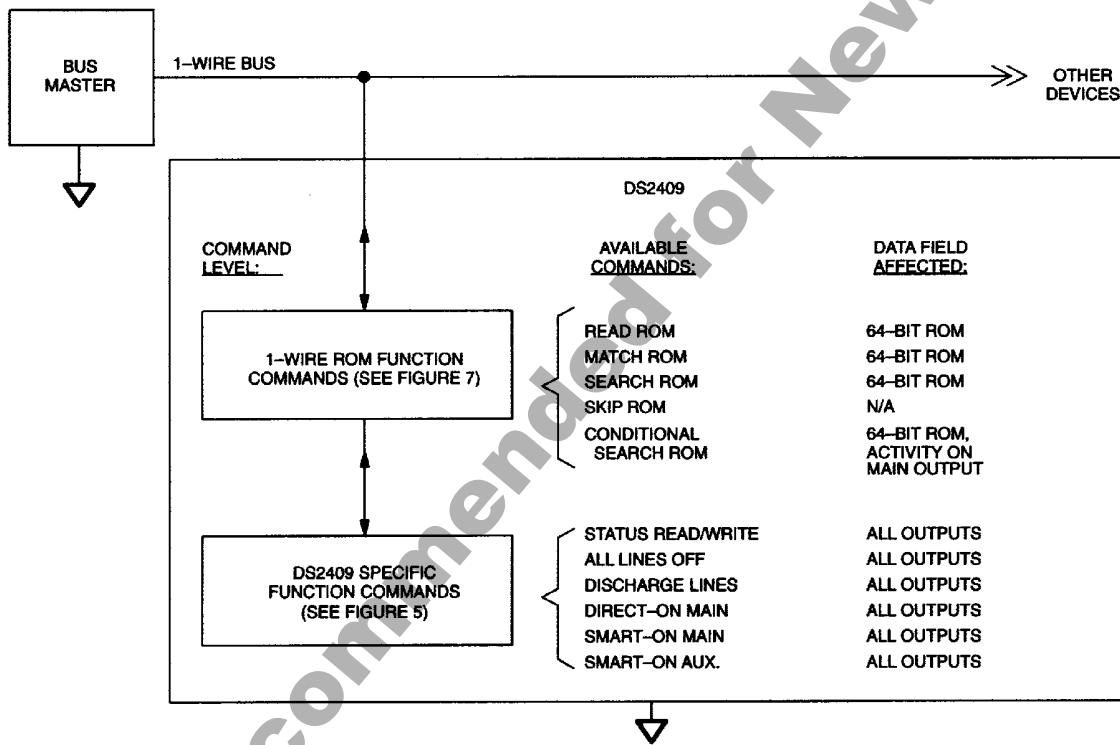 BUS
MASTER
1–WIRE BUS
OTHER
DEVICES
DS2409
COMMAND
LEVEL:
AVAILABLE
COMMANDS:
DATA FIELD
AFFECTED:
1–WIRE ROM FUNCTION
COMMANDS (SEE FIGURE 7)
READ ROM 64–BIT ROM
MATCH ROM 64–BIT ROM
SEARCH ROM 64–BIT ROM
SKIP ROM N/A
CONDITIONAL 64–BIT ROM,
SEARCH ROM ACTIVITY ON
MAIN OUTPUT
DS2409 SPECIFIC
FUNCTION COMMANDS
(SEE FIGURE 5)
STATUS READ/WRITE ALL OUTPUTS
ALL LINES OFF ALL OUTPUTS
DISCHARGE LINES ALL OUTPUTS
DIRECT–ON MAIN ALL OUTPUTS
SMART–ON MAIN ALL OUTPUTS
SMART–ON AUX. ALL OUTPUTS
commended for New